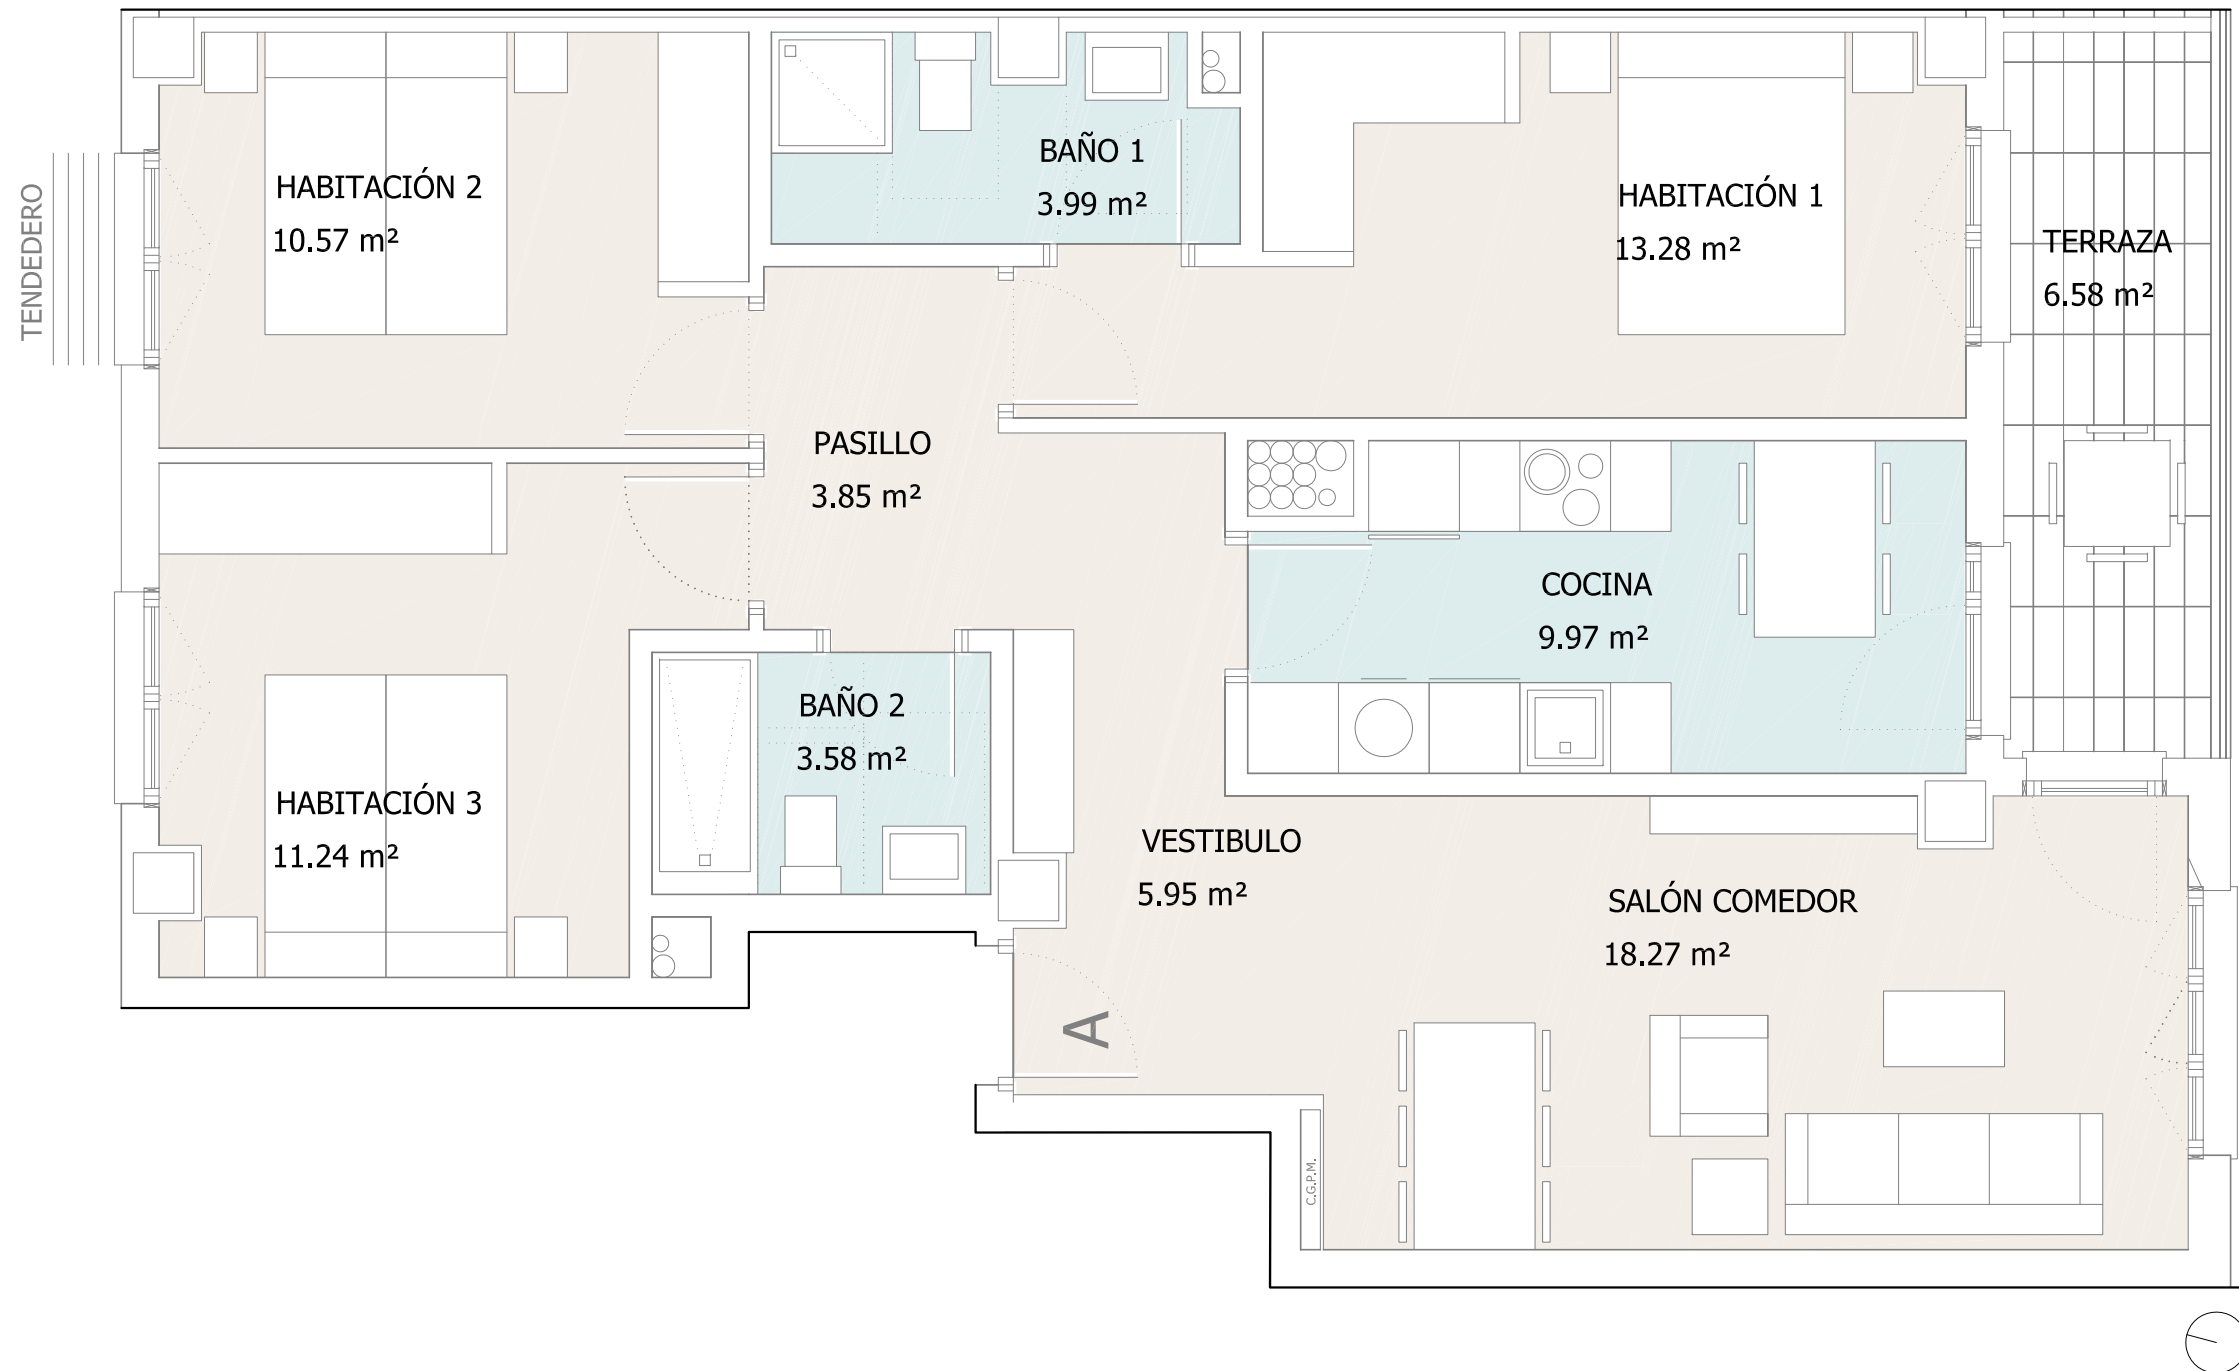 HABITACIÓN 2
10.57 m²
BAÑO 1
3.99 m²
HABITACIÓN 1
13.28 m²
TERRAZA
6.58 m²
TENDEDERO
PASILLO
3.85 m²
COCINA
9.97 m²
BAÑO 2
3.58 m²
HABITACIÓN 3
11.24 m²
VESTIBULO
5.95 m²
SALÓN COMEDOR
18.27 m²
A
C.G.P.M.